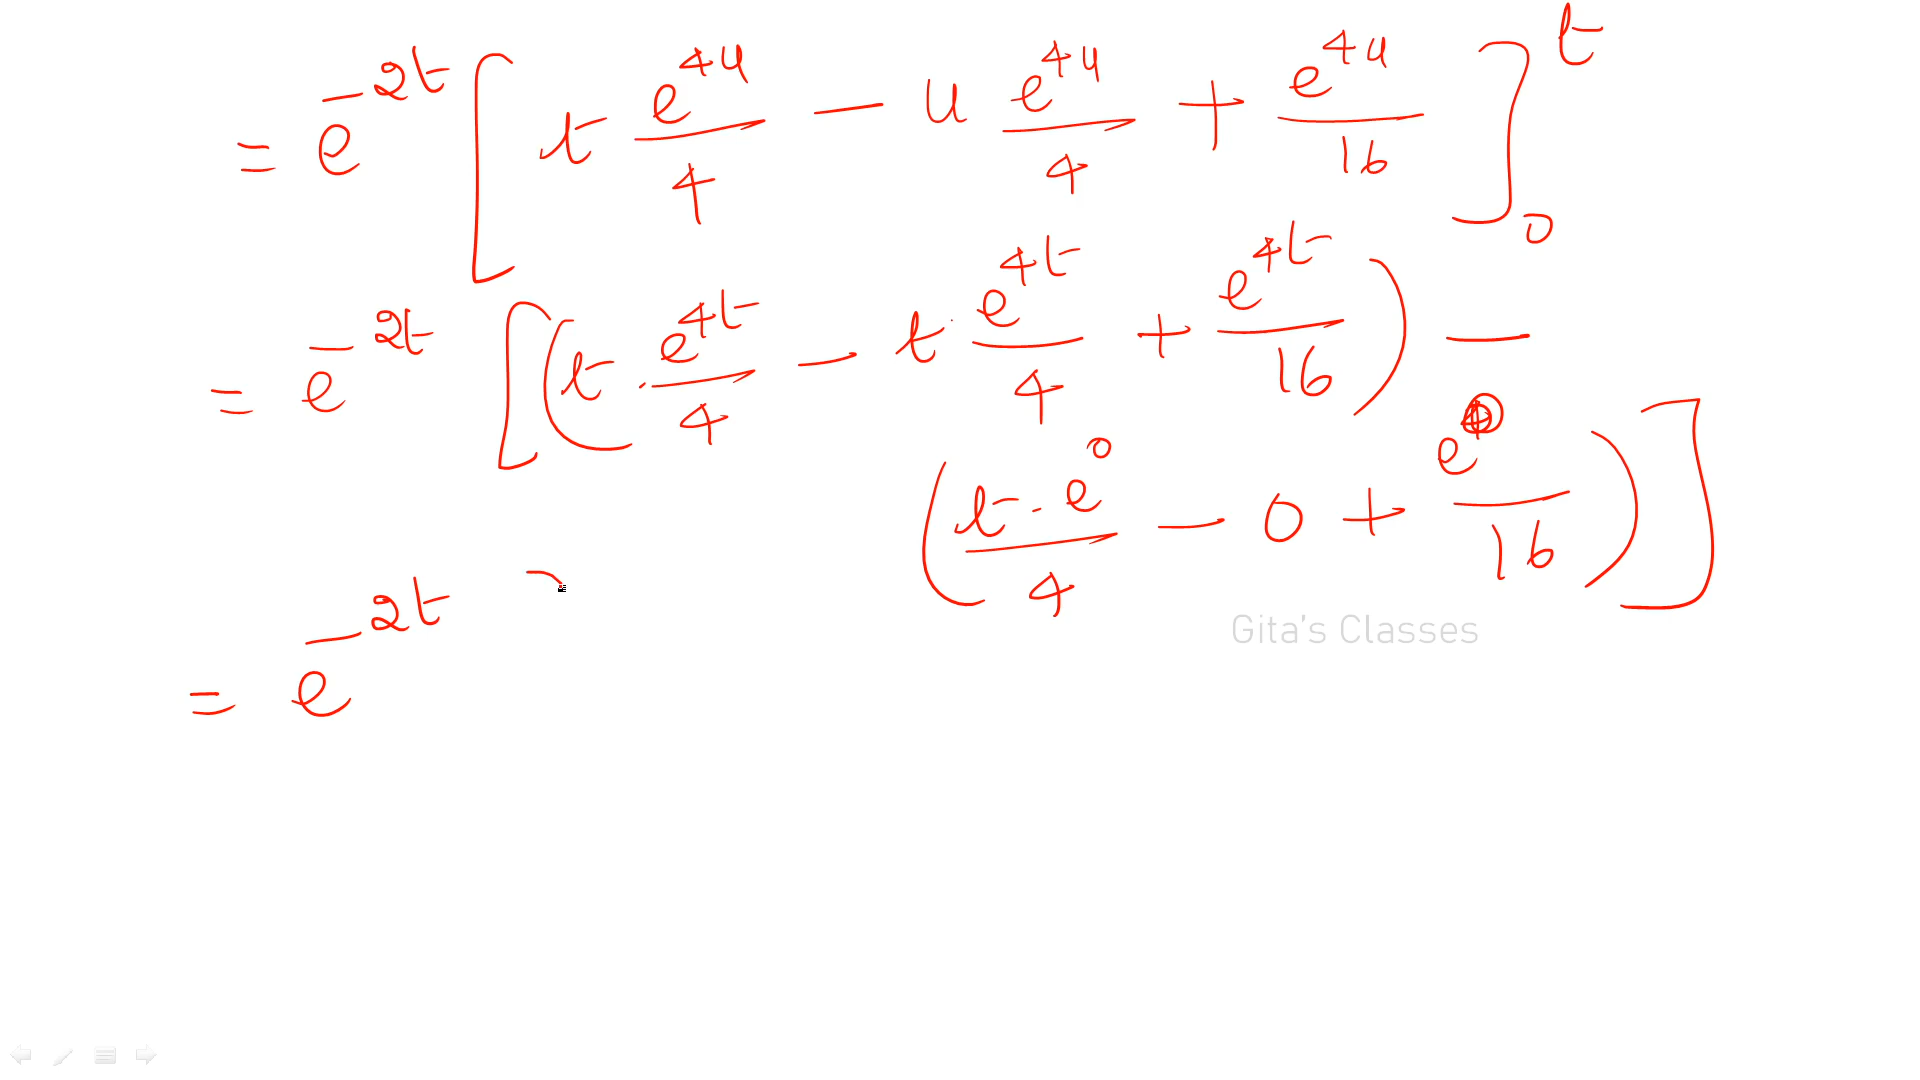 = e^{-2t} [ t e^{4u}/4 - u e^{4u}/4 + e^{4u}/16 ]_0^t
= e^{-2t} [ ( t · e^{4t}/4 - t · e^{4t}/4 + e^{4t}/16 ) -
( t · e^0/4 - 0 + e^0/16 ) ]
Gita's Classes
= e^{-2t}